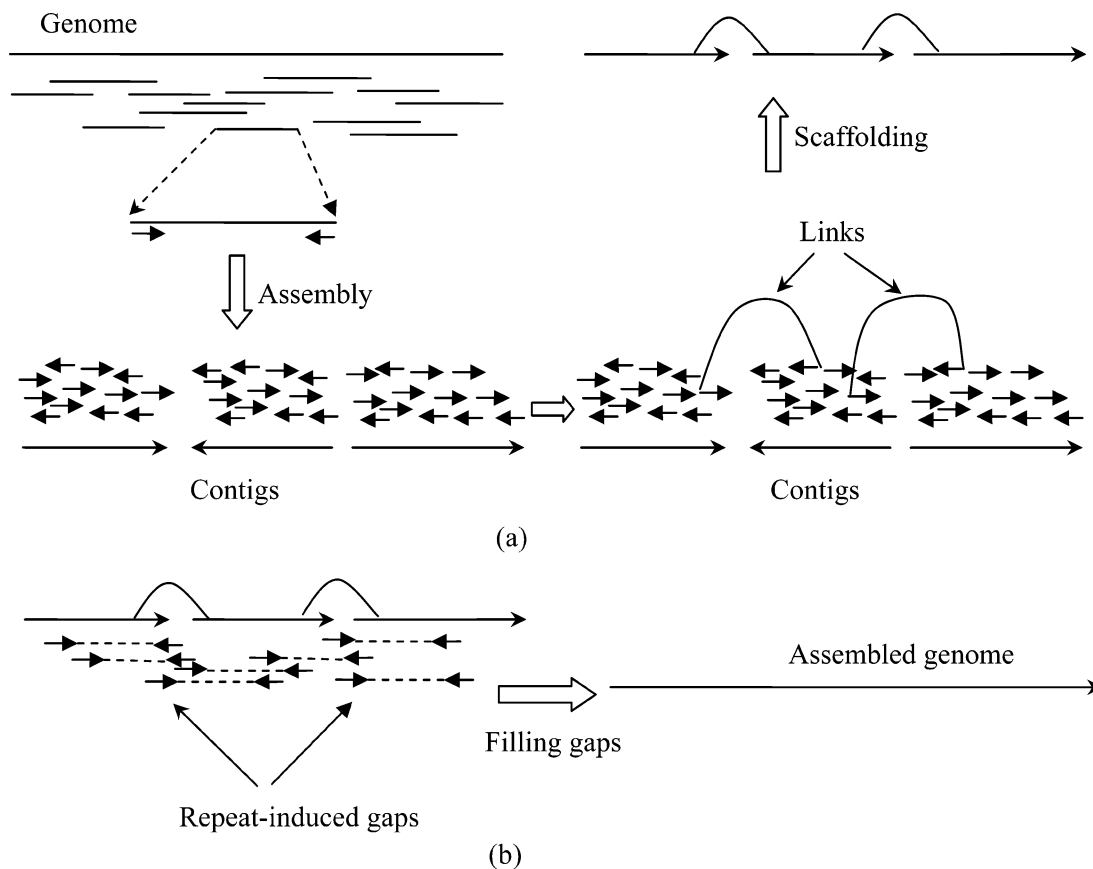 Genome
Scaffolding
Links
Assembly
Contigs
Contigs
(a)
Assembled genome
Filling gaps
Repeat-induced gaps
(b)